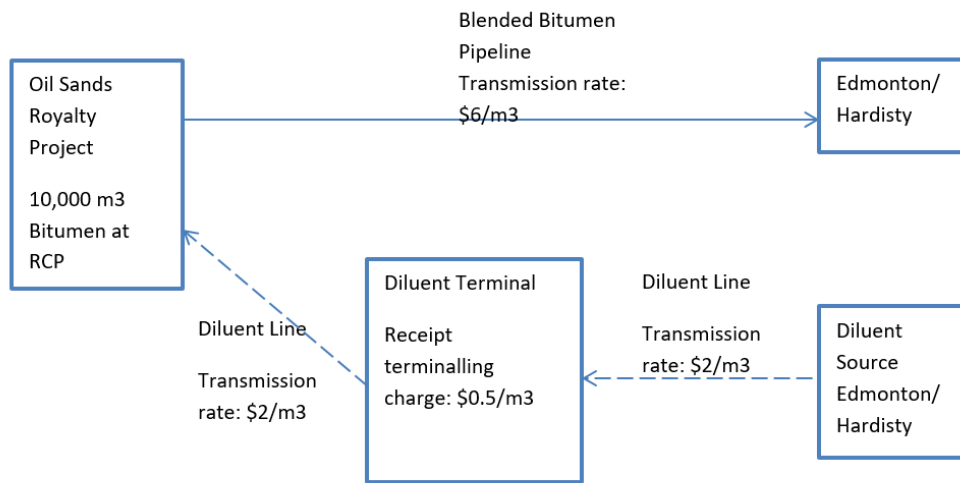 Blended Bitumen
Pipeline
Transmission rate:
$6/m3
Oil Sands
Royalty
Project
10,000 m3
Bitumen at
RCP
Edmonton/
Hardisty
Diluent Line
Transmission
rate: $2/m3
Diluent Terminal
Receipt
terminalling
charge: $0.5/m3
Diluent Line
Transmission
rate: $2/m3
Diluent
Source
Edmonton/
Hardisty